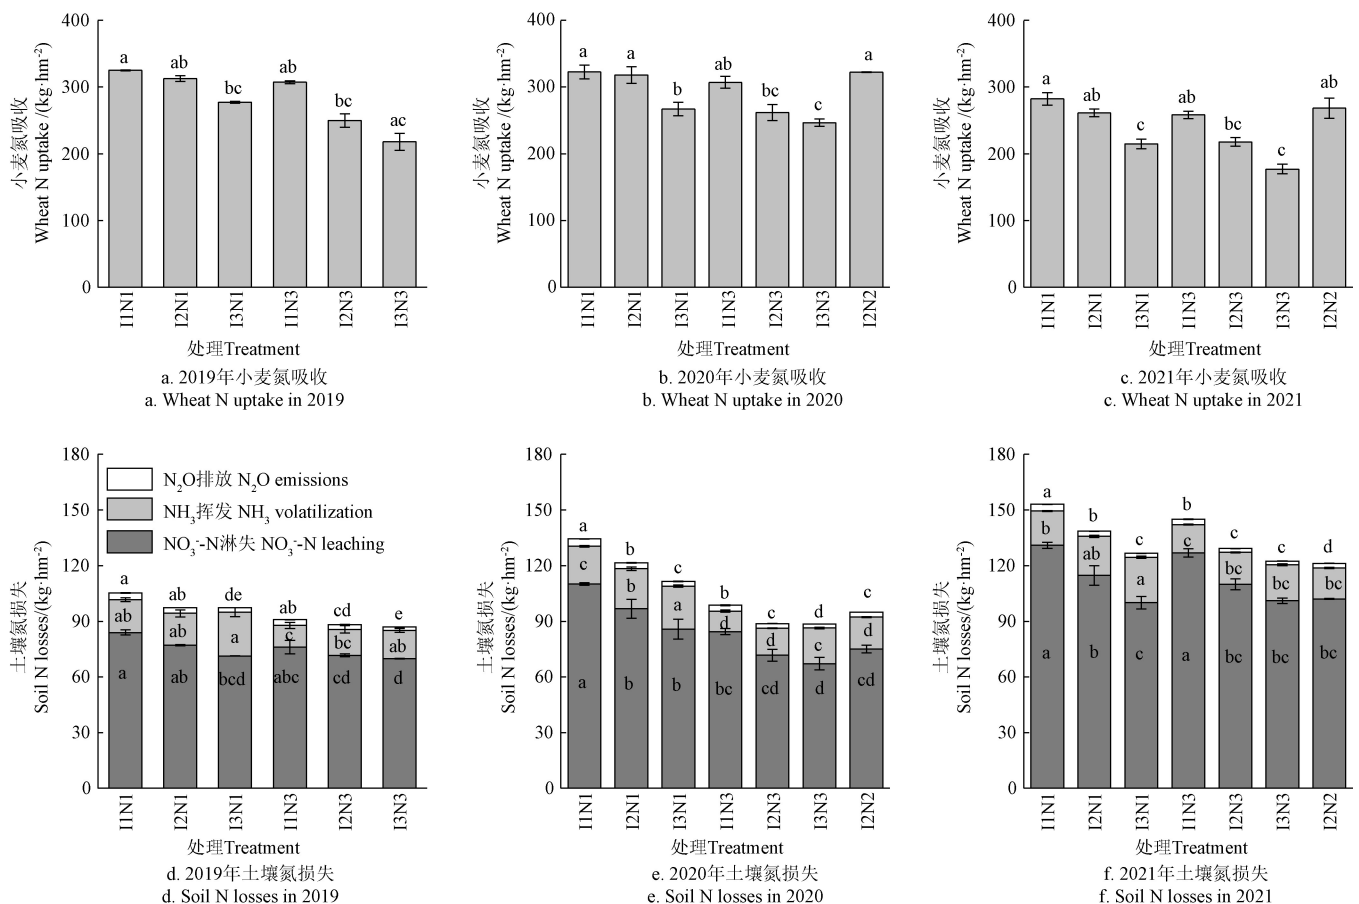 400
300
200
100
0
小麦氮吸收
Wheat N uptake /(kg·hm⁻²)
a
ab
bc
ab
bc
ac
I1N1
I2N1
I3N1
I1N3
I2N3
I3N3
处理Treatment
a. 2019年小麦氮吸收
a. Wheat N uptake in 2019
400
300
200
100
0
小麦氮吸收
Wheat N uptake /(kg·hm⁻²)
a
a
b
ab
bc
c
a
I1N1
I2N1
I3N1
I1N3
I2N3
I3N3
I2N2
处理Treatment
b. 2020年小麦氮吸收
b. Wheat N uptake in 2020
400
300
200
100
0
小麦氮吸收
Wheat N uptake /(kg·hm⁻²)
a
ab
c
ab
bc
c
ab
I1N1
I2N1
I3N1
I1N3
I2N3
I3N3
I2N2
处理Treatment
c. 2021年小麦氮吸收
c. Wheat N uptake in 2021
180
150
120
90
60
30
0
土壤氮损失
Soil N losses/(kg·hm⁻²)
N₂O排放 N₂O emissions
NH₃挥发 NH₃ volatilization
NO₃⁻-N淋失 NO₃⁻-N leaching
a ab de ab cd e
ab ab a c bc ab
a ab bcd abc cd d
I1N1
I2N1
I3N1
I1N3
I2N3
I3N3
处理Treatment
d. 2019年土壤氮损失
d. Soil N losses in 2019
180
150
120
90
60
30
0
土壤氮损失
Soil N losses/(kg·hm⁻²)
a b c b c d c
c b a d d c d
a b b bc cd d cd
I1N1
I2N1
I3N1
I1N3
I2N3
I3N3
I2N2
处理Treatment
e. 2020年土壤氮损失
e. Soil N losses in 2020
180
150
120
90
60
30
0
土壤氮损失
Soil N losses/(kg·hm⁻²)
a b c b c c d
b ab a c bc bc bc
a b c a bc bc bc
I1N1
I2N1
I3N1
I1N3
I2N3
I3N3
I2N2
处理Treatment
f. 2021年土壤氮损失
f. Soil N losses in 2021